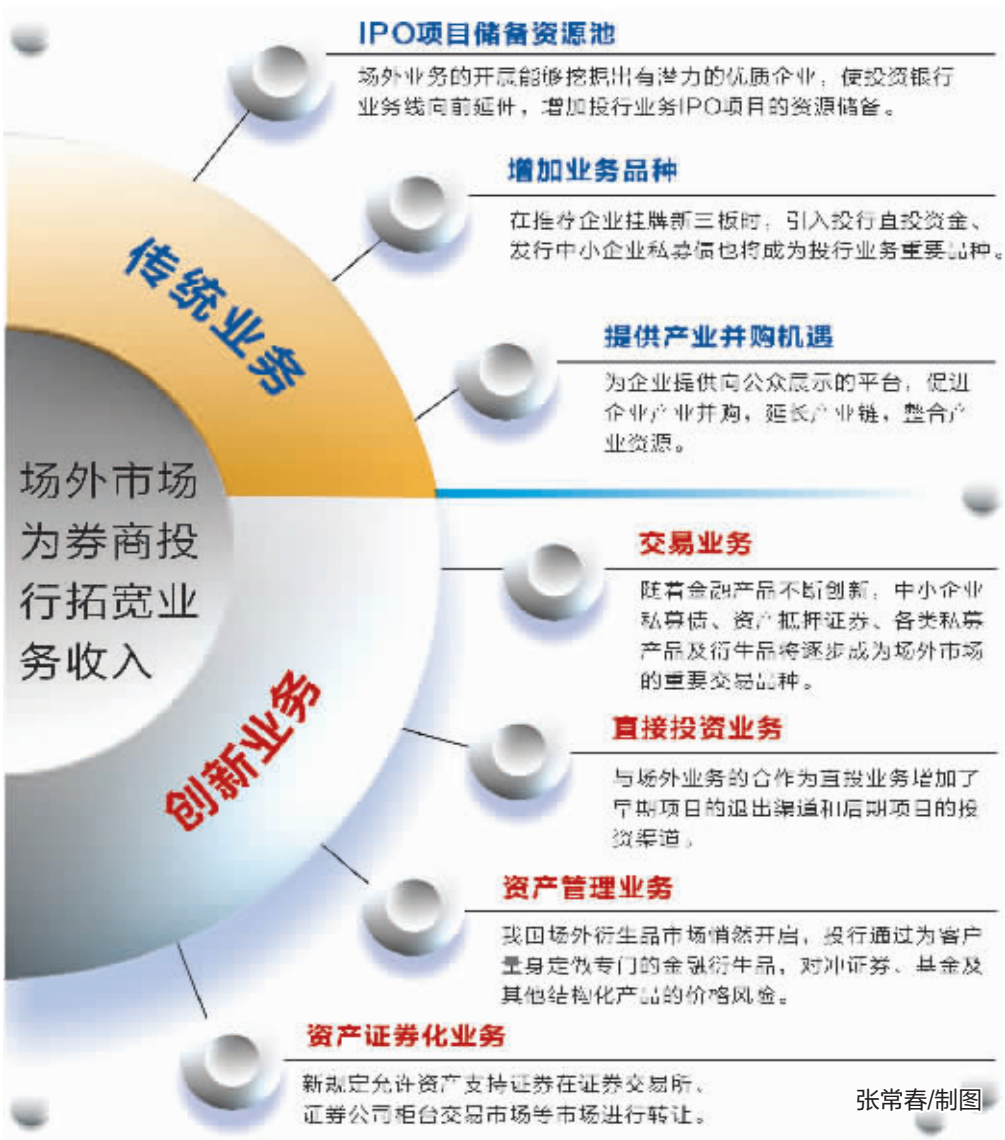 IPO项目储备资源池
场外业务的开展能够挖掘出有潜力的优质企业，使投资银行
业务线向前延伸，增加投行业务IPO项目的资源储备。
增加业务品种
在推荐企业挂牌新三板时，引入投行直投资金、
发行中小企业私募债也将成为投行业务重要品种。
提供产业并购机遇
为企业提供向公众展示的平台，促进
企业产业并购，延长产业链，整合产
业资源。
传统业务
场外市场
为券商投
行拓宽业
务收入
创新业务
交易业务
随着金融产品不断创新，中小企业
私募债、资产抵押证券、各类私募
产品及衍生品将逐步成为场外市场
的重要交易品种。
直接投资业务
与场外业务的合作为直投业务增加了
早期项目的退出渠道和后期项目的投
资渠道。
资产管理业务
我国场外衍生品市场悄然开启，投行通过为客户
量身定做专门的金融衍生品，对冲证券、基金及
其他结构化产品的价格风险。
资产证券化业务
新规定允许资产支持证券在证券交易所、
证券公司柜台交易市场等市场进行转让。
张常春/制图